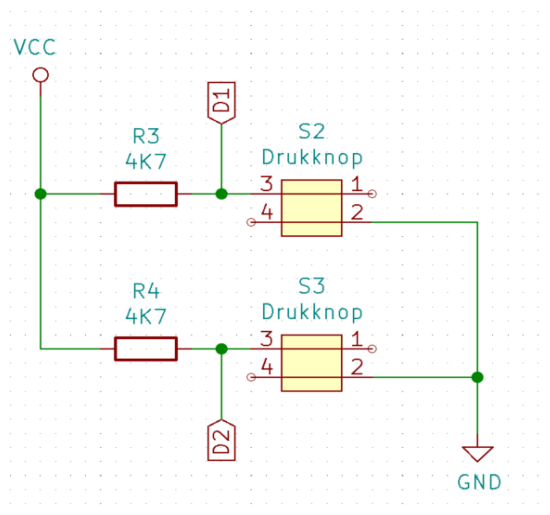 VCC
D1
R3
4K7
S2
Drukknop
3 1
4 2
R4
4K7
S3
Drukknop
3 1
4 2
D2
GND